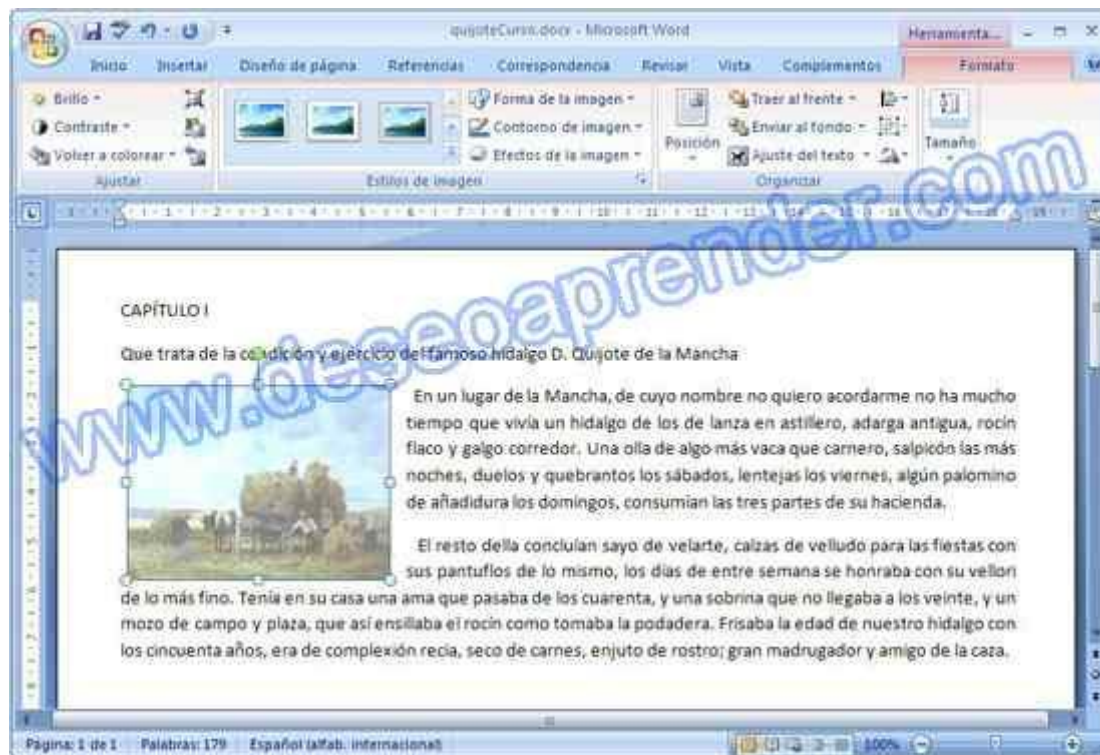 quijoteCurso.docx - Microsoft Word
Herramienta...
Inicio Insertar Diseño de página Referencias Correspondencia Revisar Vista Complementos Formato
Brillo
Contraste
Volver a colorear
Ajustar
Estilos de imagen
Forma de la imagen
Contorno de imagen
Efectos de la imagen
Posición
Traer al frente
Enviar al fondo
Ajuste del texto
Organizar
Tamaño
www.deseoaprender.com
CAPÍTULO I
Que trata de la condición y ejercicio del famoso hidalgo D. Quijote de la Mancha
En un lugar de la Mancha, de cuyo nombre no quiero acordarme no ha mucho
tiempo que vivía un hidalgo de los de lanza en astillero, adarga antigua, rocín
flaco y galgo corredor. Una olla de algo más vaca que carnero, salpicón las más
noches, duelos y quebrantos los sábados, lentejas los viernes, algún palomino
de añadidura los domingos, consumían las tres partes de su hacienda.
El resto della concluían sayo de velarte, calzas de velludo para las fiestas con
sus pantuflos de lo mismo, los días de entre semana se honraba con su vellori
de lo más fino. Tenía en su casa una ama que pasaba de los cuarenta, y una sobrina que no llegaba a los veinte, y un
mozo de campo y plaza, que así ensillaba el rocín como tomaba la podadera. Frisaba la edad de nuestro hidalgo con
los cincuenta años, era de complexión recia, seco de carnes, enjuto de rostro; gran madrugador y amigo de la caza.
Página: 1 de 1 Palabras: 179 Español (alfab. internacional) 100%